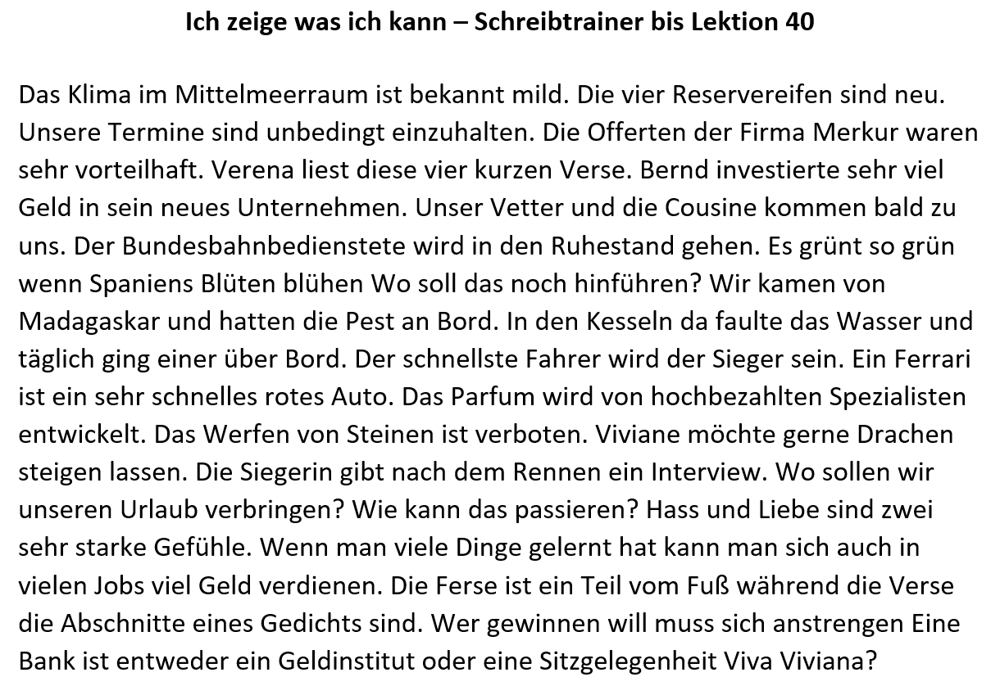 Ich zeige was ich kann – Schreibtrainer bis Lektion 40
Das Klima im Mittelmeerraum ist bekannt mild. Die vier Reservereifen sind neu.
Unsere Termine sind unbedingt einzuhalten. Die Offerten der Firma Merkur waren
sehr vorteilhaft. Verena liest diese vier kurzen Verse. Bernd investierte sehr viel
Geld in sein neues Unternehmen. Unser Vetter und die Cousine kommen bald zu
uns. Der Bundesbahnbedienstete wird in den Ruhestand gehen. Es grünt so grün
wenn Spaniens Blüten blühen Wo soll das noch hinführen? Wir kamen von
Madagaskar und hatten die Pest an Bord. In den Kesseln da faulte das Wasser und
täglich ging einer über Bord. Der schnellste Fahrer wird der Sieger sein. Ein Ferrari
ist ein sehr schnelles rotes Auto. Das Parfum wird von hochbezahlten Spezialisten
entwickelt. Das Werfen von Steinen ist verboten. Viviane möchte gerne Drachen
steigen lassen. Die Siegerin gibt nach dem Rennen ein Interview. Wo sollen wir
unseren Urlaub verbringen? Wie kann das passieren? Hass und Liebe sind zwei
sehr starke Gefühle. Wenn man viele Dinge gelernt hat kann man sich auch in
vielen Jobs viel Geld verdienen. Die Ferse ist ein Teil vom Fuß während die Verse
die Abschnitte eines Gedichts sind. Wer gewinnen will muss sich anstrengen Eine
Bank ist entweder ein Geldinstitut oder eine Sitzgelegenheit Viva Viviana?